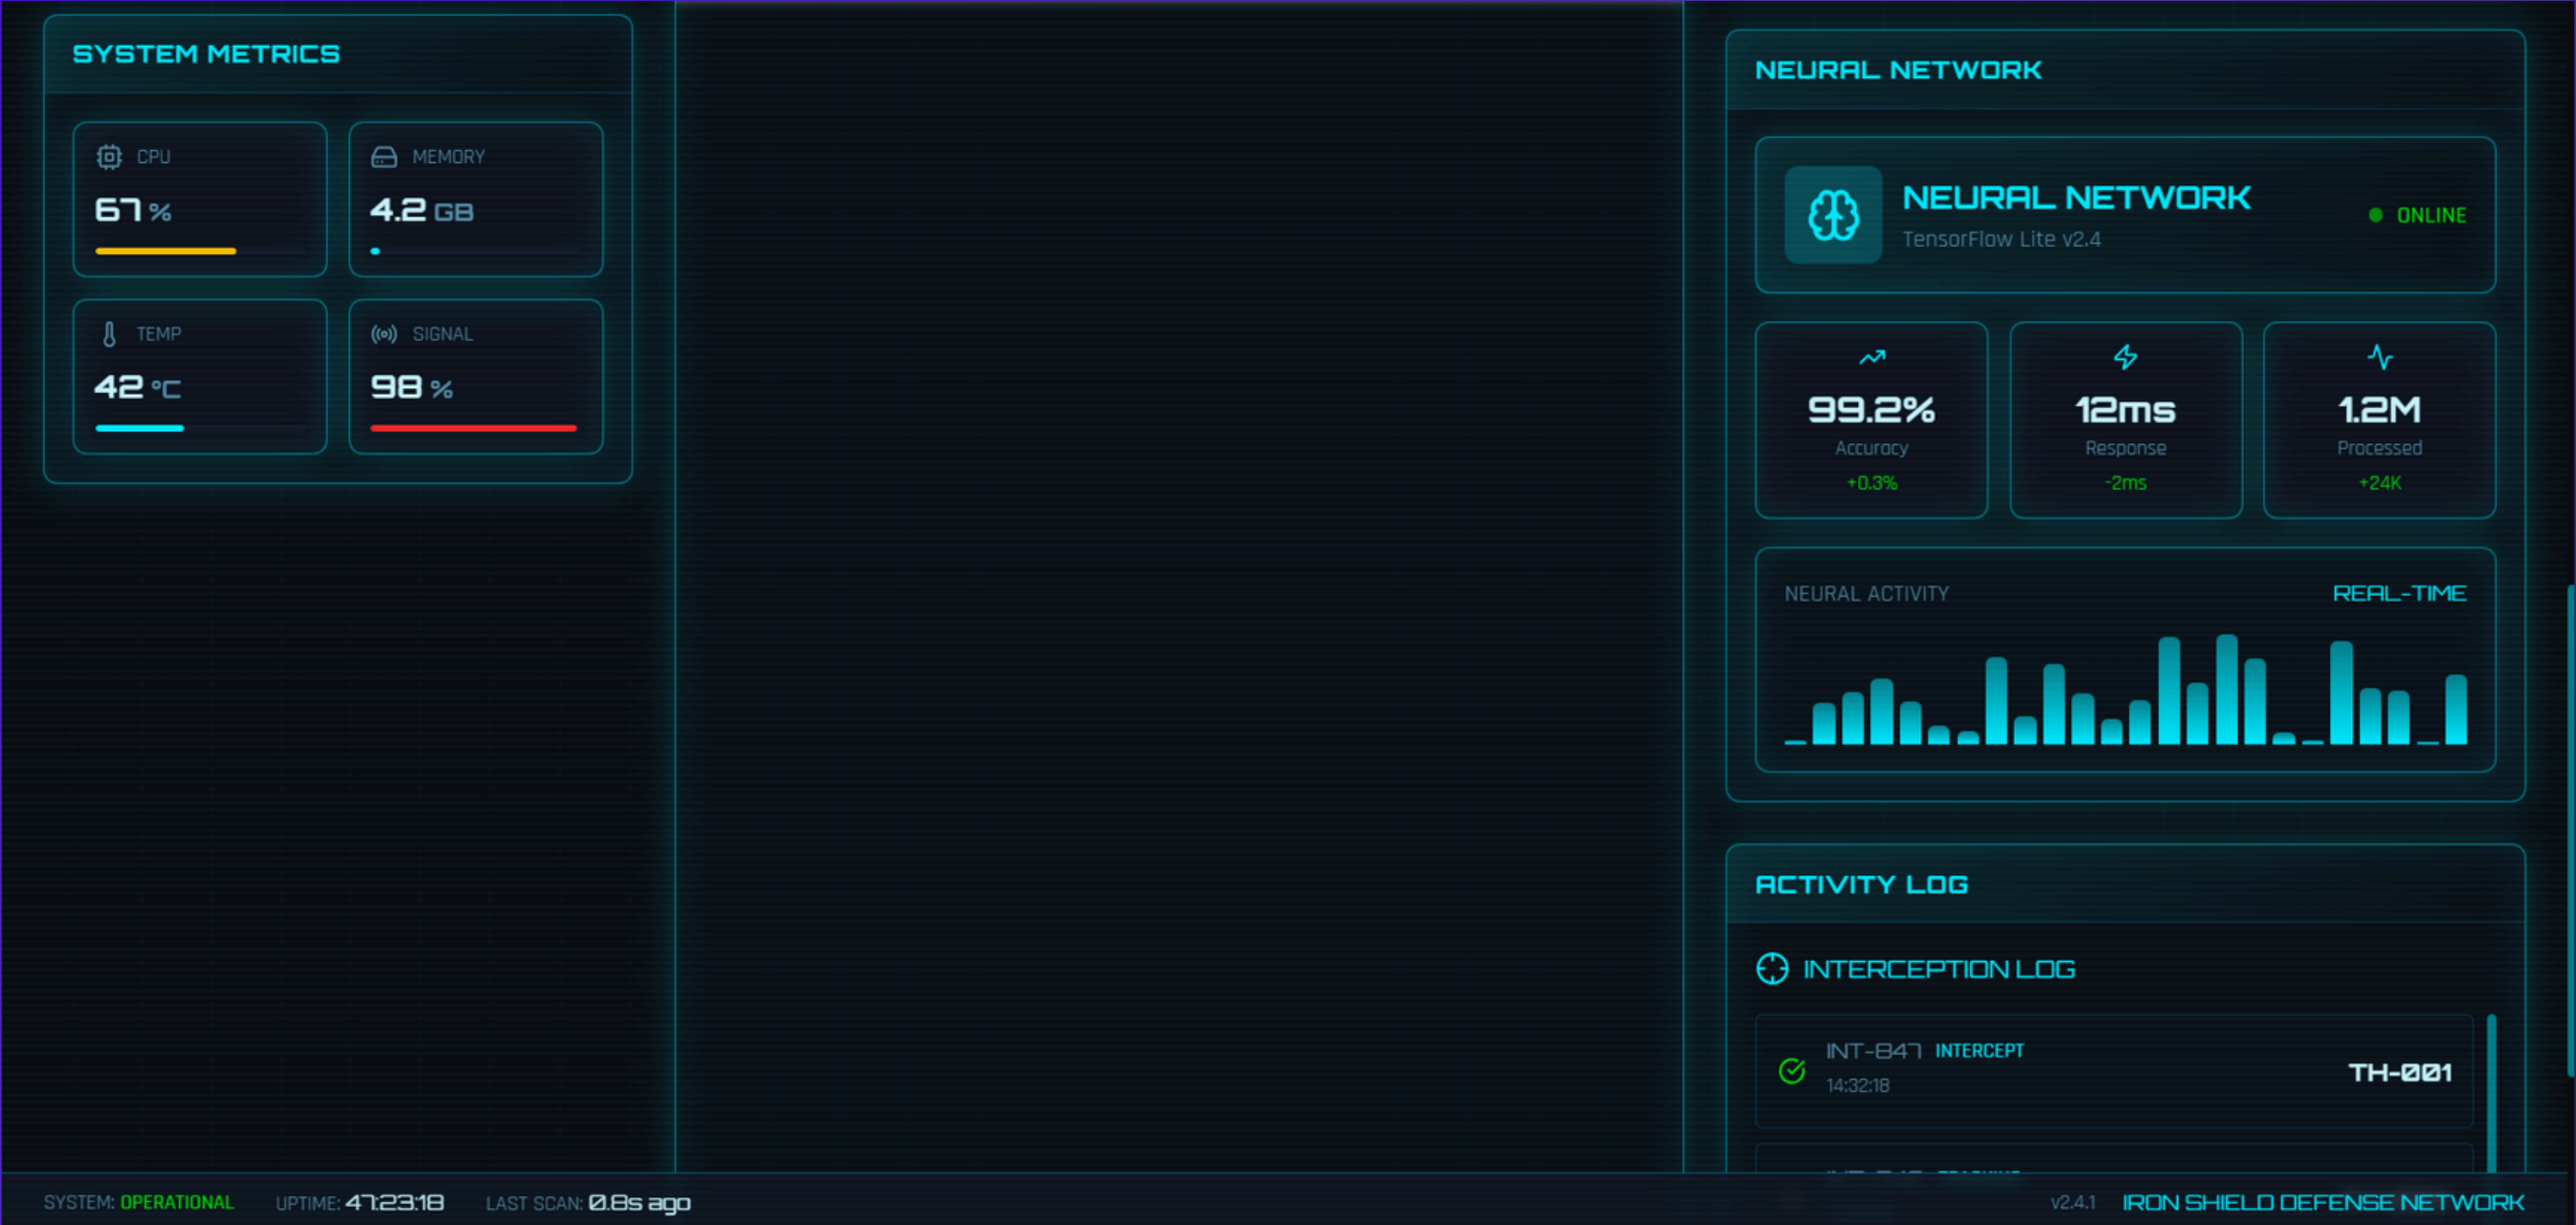 SYSTEM METRICS
CPU
67 %
MEMORY
4.2 GB
TEMP
42 °C
SIGNAL
98 %
NEURAL NETWORK
NEURAL NETWORK
TensorFlow Lite v2.4
ONLINE
99.2%
Accuracy
+0.3%
12ms
Response
-2ms
1.2M
Processed
+24K
NEURAL ACTIVITY
REAL-TIME
ACTIVITY LOG
INTERCEPTION LOG
INT-847 INTERCEPT
14:32:18
TH-001
SYSTEM: OPERATIONAL
UPTIME: 47:23:18
LAST SCAN: 0.8s ago
v2.4.1
IRON SHIELD DEFENSE NETWORK